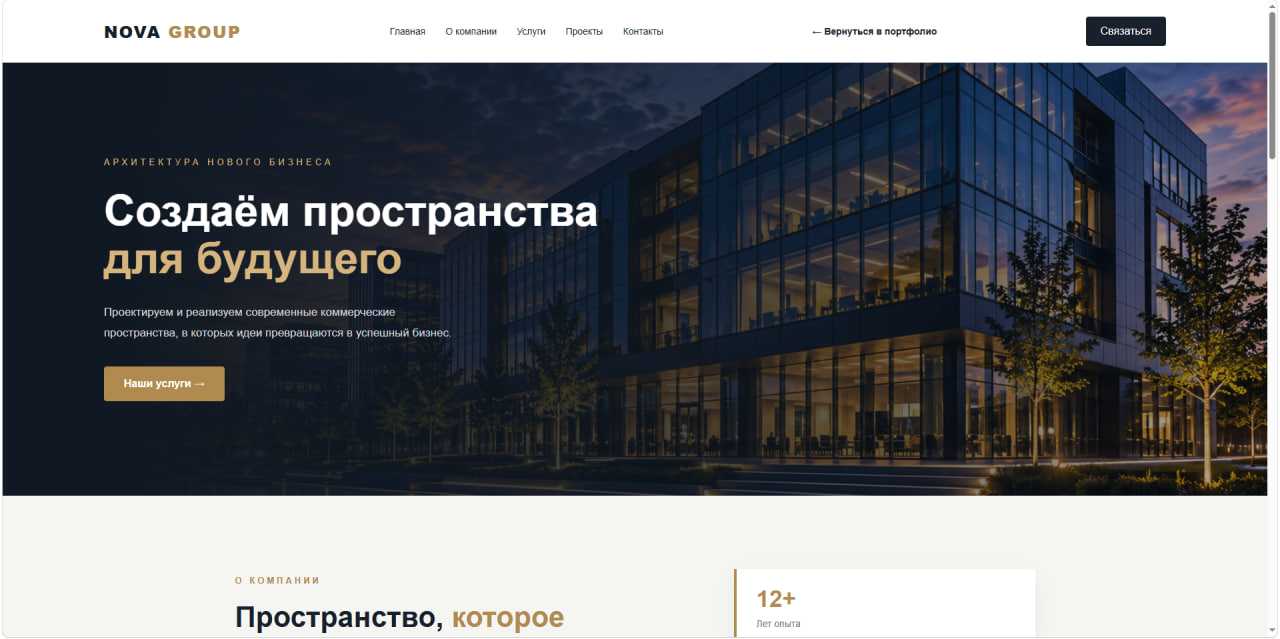 NOVA GROUP
Главная О компании Услуги Проекты Контакты
← Вернуться в портфолио
Связаться
АРХИТЕКТУРА НОВОГО БИЗНЕСА
Создаём пространства
для будущего
Проектируем и реализуем современные коммерческие
пространства, в которых идеи превращаются в успешный бизнес.
Наши услуги →
О КОМПАНИИ
Пространство, которое
12+
Лет опыта